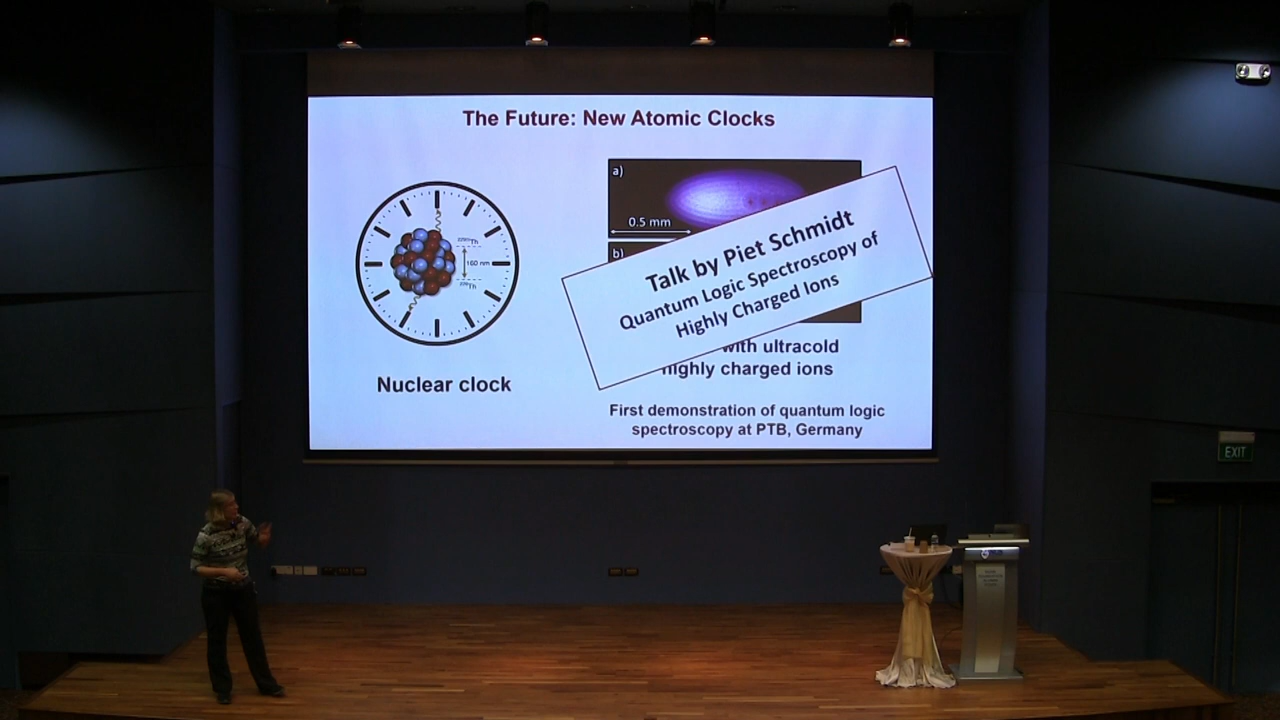 The Future: New Atomic Clocks
229mTh
160 nm
229Th
Nuclear clock
a)
0.5 mm
b)
Talk by Piet Schmidt
Quantum Logic Spectroscopy of
Highly Charged Ions
with ultracold
highly charged ions
First demonstration of quantum logic
spectroscopy at PTB, Germany
EXIT